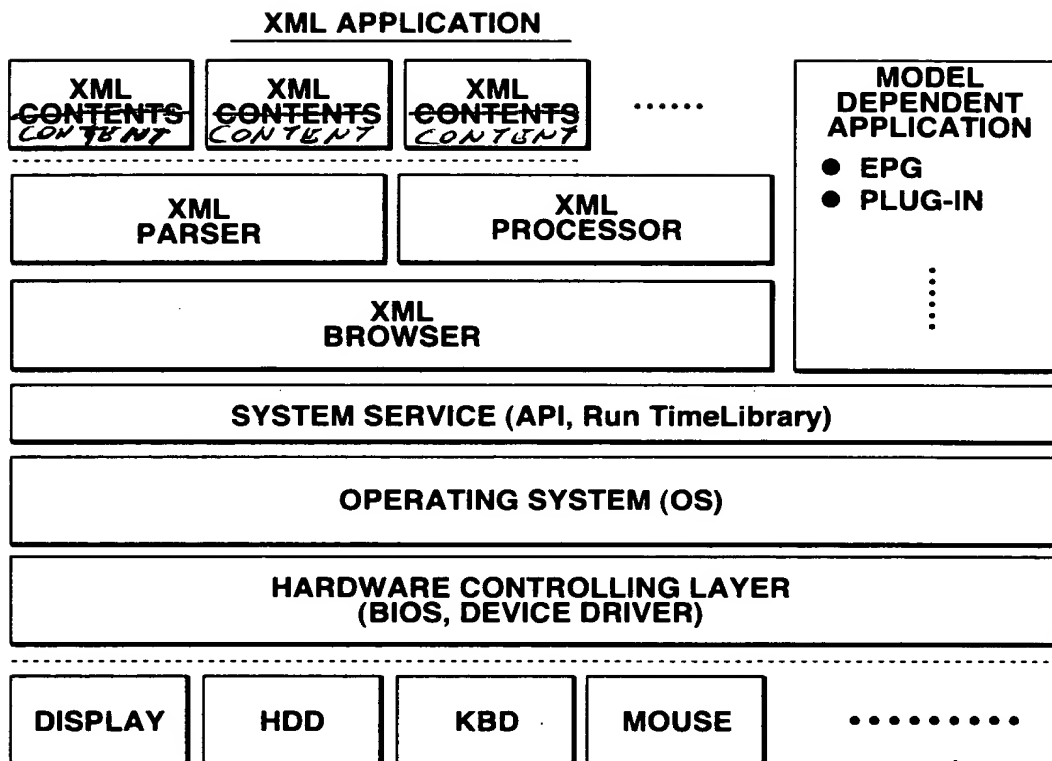 XML APPLICATION
XML
CONTENTS
CONTENT
XML
CONTENTS
CONTENT
XML
CONTENTS
CONTENT
......
MODEL
DEPENDENT
APPLICATION
● EPG
● PLUG-IN
XML
PARSER
XML
PROCESSOR
XML
BROWSER
SYSTEM SERVICE (API, Run TimeLibrary)
OPERATING SYSTEM (OS)
HARDWARE CONTROLLING LAYER
(BIOS, DEVICE DRIVER)
DISPLAY
HDD
KBD
MOUSE
.........